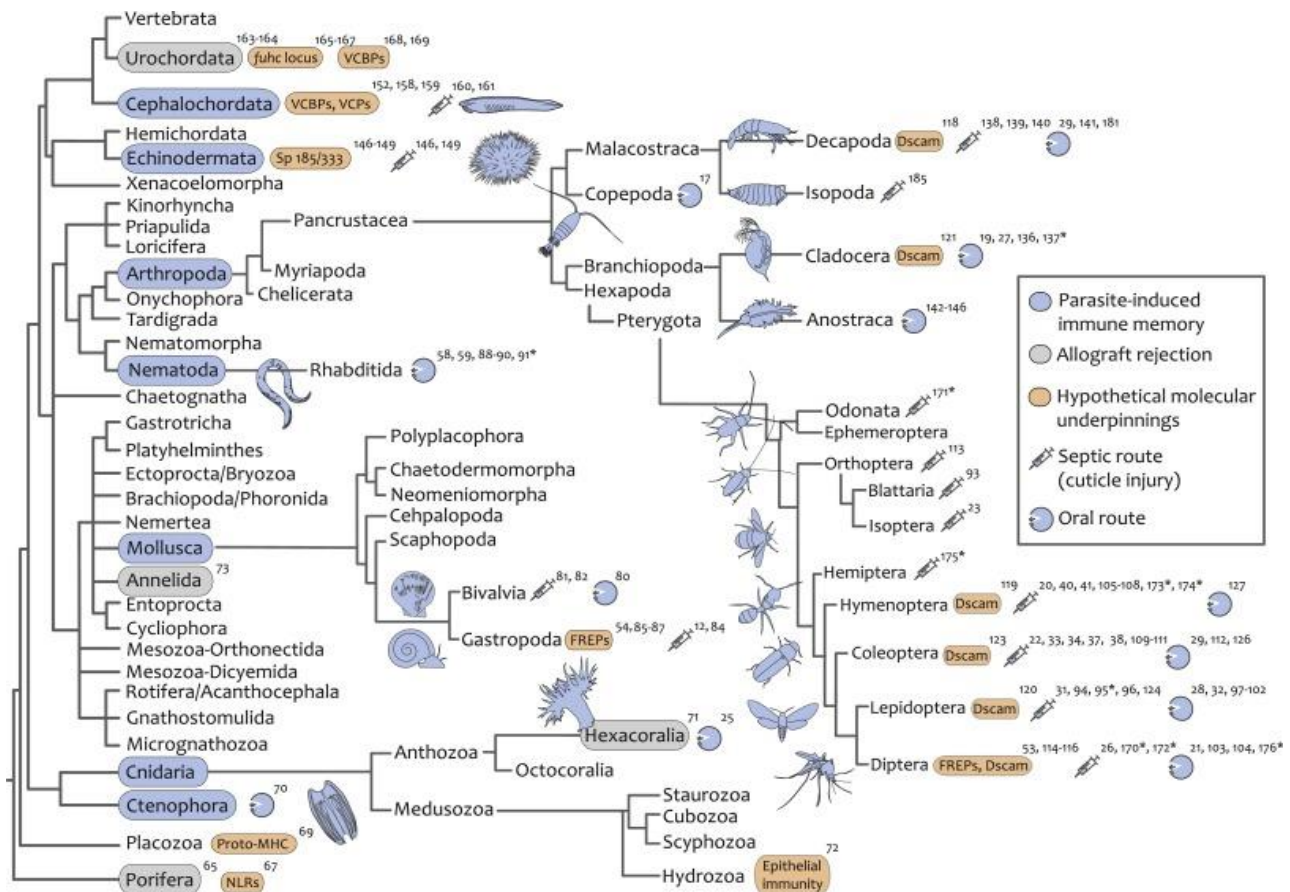 Vertebrata
163-164 165-167 168, 169
Urochordata fuhc locus VCBPs
152, 158, 159 160, 161
Cephalochordata VCBPs, VCPs
Hemichordata
146-149 146, 149
Echinodermata Sp 185/333
Xenacoelomorpha
Kinorhyncha
Priapulida
Loricifera
Arthropoda
Onychophora
Tardigrada
Nematomorpha
Nematoda
Chaetognatha
Gastrotricha
Platyhelminthes
Ectoprocta/Bryozoa
Brachiopoda/Phoronida
Nemertea
Mollusca
Annelida 73
Entoprocta
Cycliophora
Mesozoa-Orthonectida
Mesozoa-Dicyemida
Rotifera/Acanthocephala
Gnathostomulida
Micrognathozoa
Cnidaria
Ctenophora 70
Placozoa Proto-MHC 69
Porifera 65 NLRs 67
Pancrustacea
Myriapoda
Chelicerata
Rhabditida 58, 59, 88-90, 91*
Polyplacophora
Chaetodermomorpha
Neomeniomorpha
Cehpalopoda
Scaphopoda
Bivalvia 81, 82 80
Gastropoda FREPs 54, 85-87 12, 84
Anthozoa
Hexacoralia 71 25
Octocoralia
Medusozoa
Staurozoa
Cubozoa
Scyphozoa
Hydrozoa Epithelial 72
immunity
Malacostraca
Copepoda 17
Branchiopoda
Hexapoda
Pterygota
Decapoda Dscam 118 138, 139, 140 29, 141, 181
Isopoda 185
Cladocera Dscam 121 19, 27, 136, 137*
Anostraca 142-146
Odonata 171*
Ephemeroptera
Orthoptera 113
Blattaria 93
Isoptera 23
Hemiptera 175*
Hymenoptera Dscam 119 20, 40, 41, 105-108, 173*, 174* 127
Coleoptera Dscam 123 22, 33, 34, 37, 38, 109-111 29, 112, 126
Lepidoptera Dscam 120 31, 94, 95*, 96, 124 28, 32, 97-102
Diptera FREPs, Dscam 53, 114-116 26, 170*, 172* 21, 103, 104, 176*
Parasite-induced
immune memory
Allograft rejection
Hypothetical molecular
underpinnings
Septic route
(cuticle injury)
Oral route